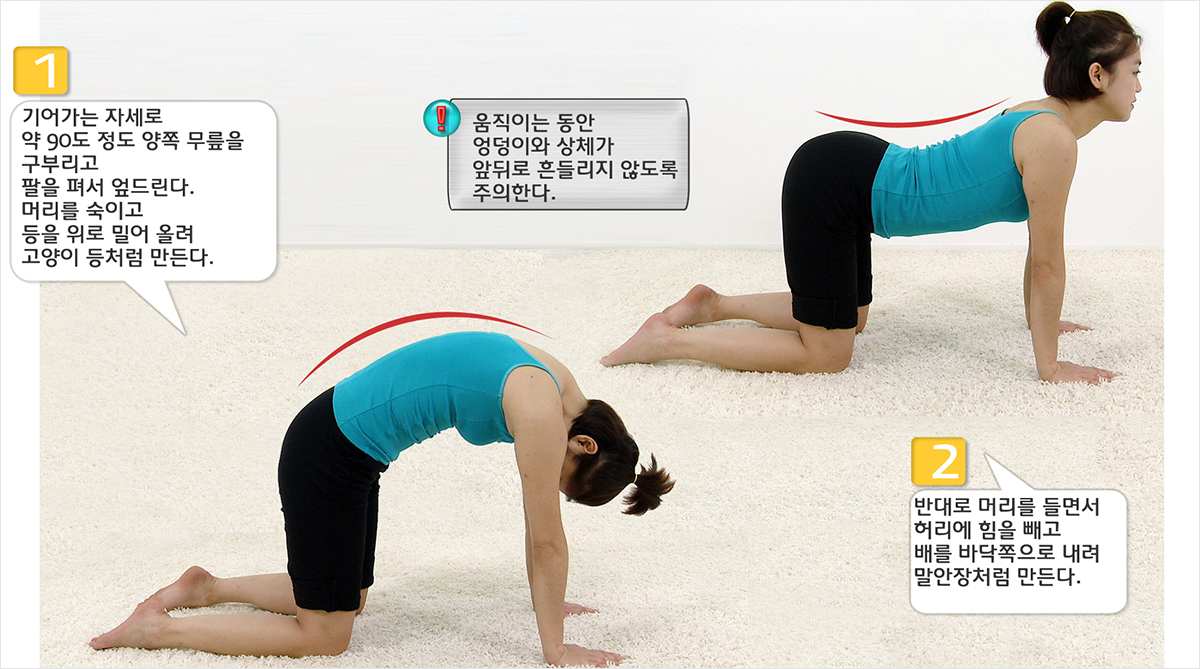 1
기어가는 자세로
약 90도 정도 양쪽 무릎을
구부리고
팔을 펴서 엎드린다.
머리를 숙이고
등을 위로 밀어 올려
고양이 등처럼 만든다.
!
움직이는 동안
엉덩이와 상체가
앞뒤로 흔들리지 않도록
주의한다.
2
반대로 머리를 들면서
허리에 힘을 빼고
배를 바닥쪽으로 내려
말안장처럼 만든다.